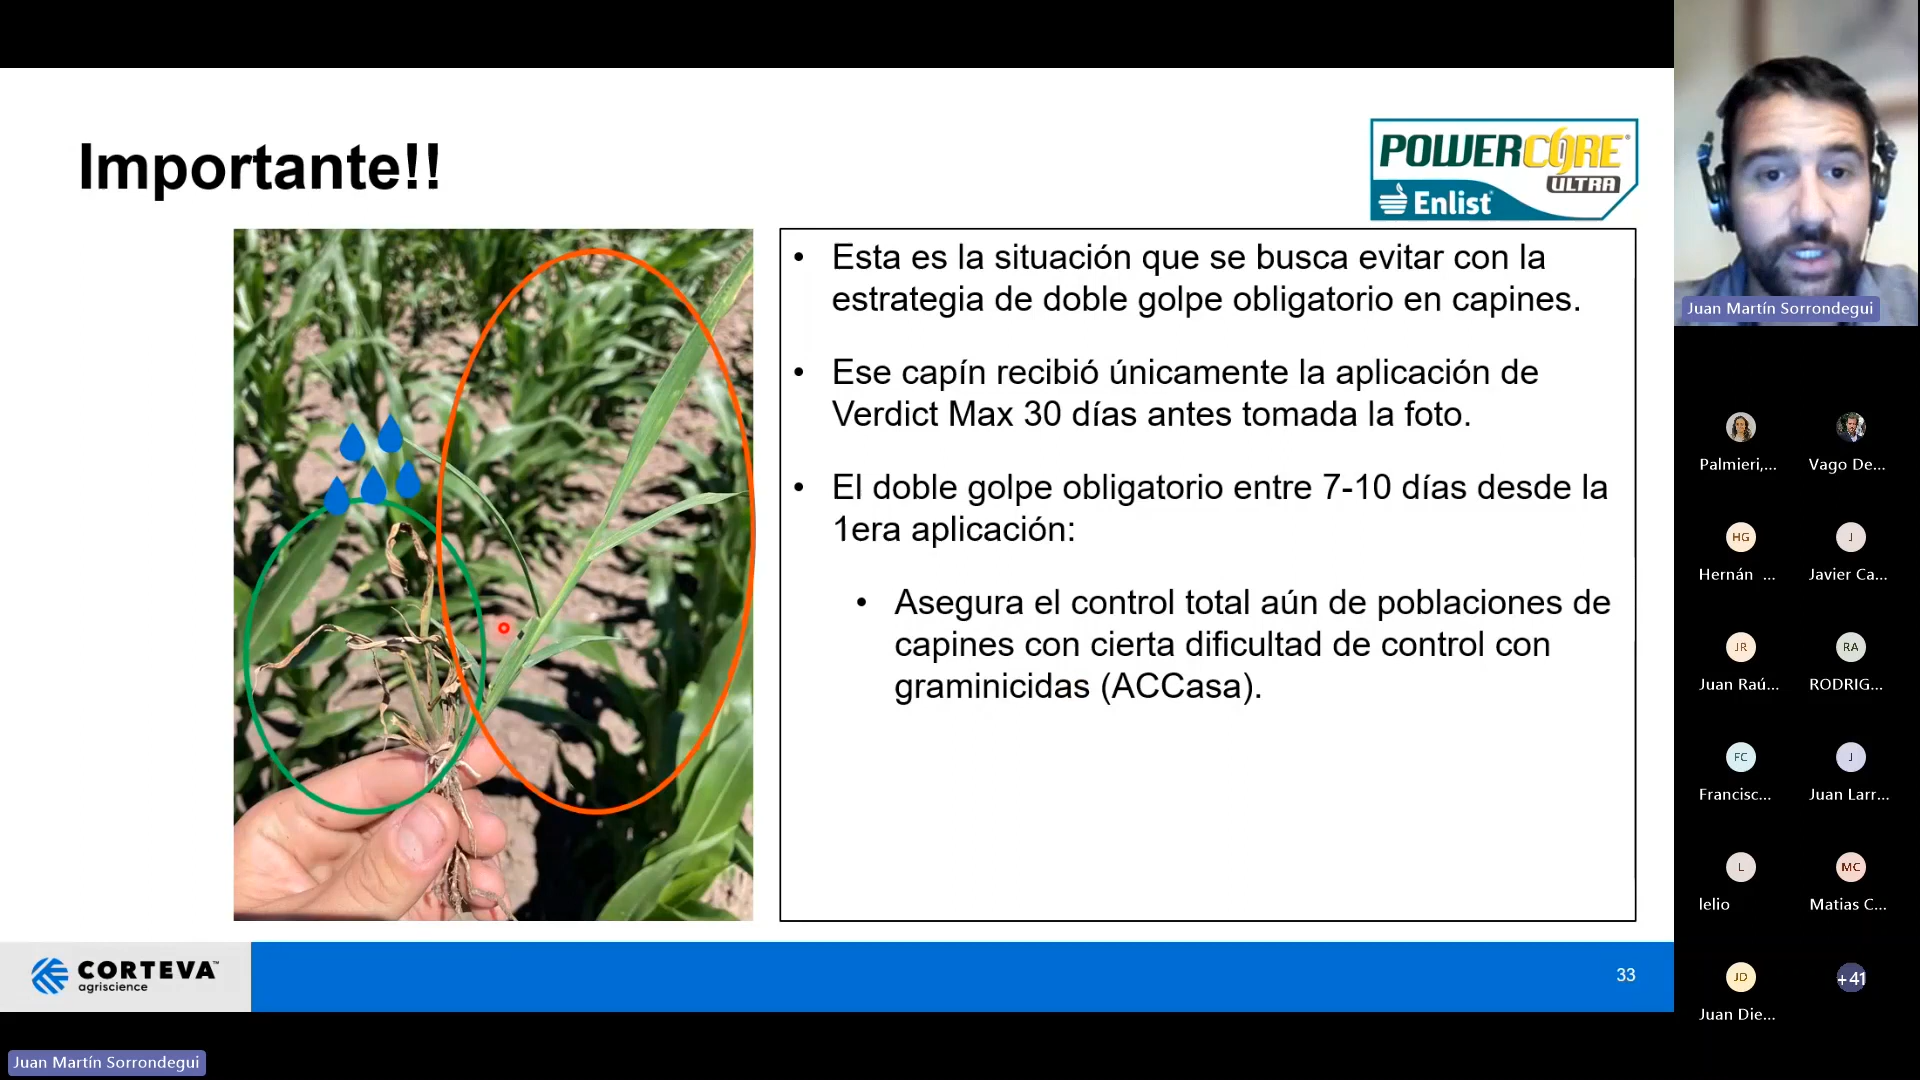 Importante!!
POWERCORE
ULTRA
Enlist
• Esta es la situación que se busca evitar con la
estrategia de doble golpe obligatorio en capines.
• Ese capín recibió únicamente la aplicación de
Verdict Max 30 días antes tomada la foto.
• El doble golpe obligatorio entre 7-10 días desde la
1era aplicación:
• Asegura el control total aún de poblaciones de
capines con cierta dificultad de control con
graminicidas (ACCasa).
CORTEVA™
agriscience
33
Juan Martín Sorrondegui
Juan Martín Sorrondegui
Palmieri,...
Vago De...
HG
Hernán ...
J
Javier Ca...
JR
Juan Raú...
RA
RODRIG...
FC
Francisc...
J
Juan Larr...
L
lelio
MC
Matias C...
JD
Juan Die...
+41